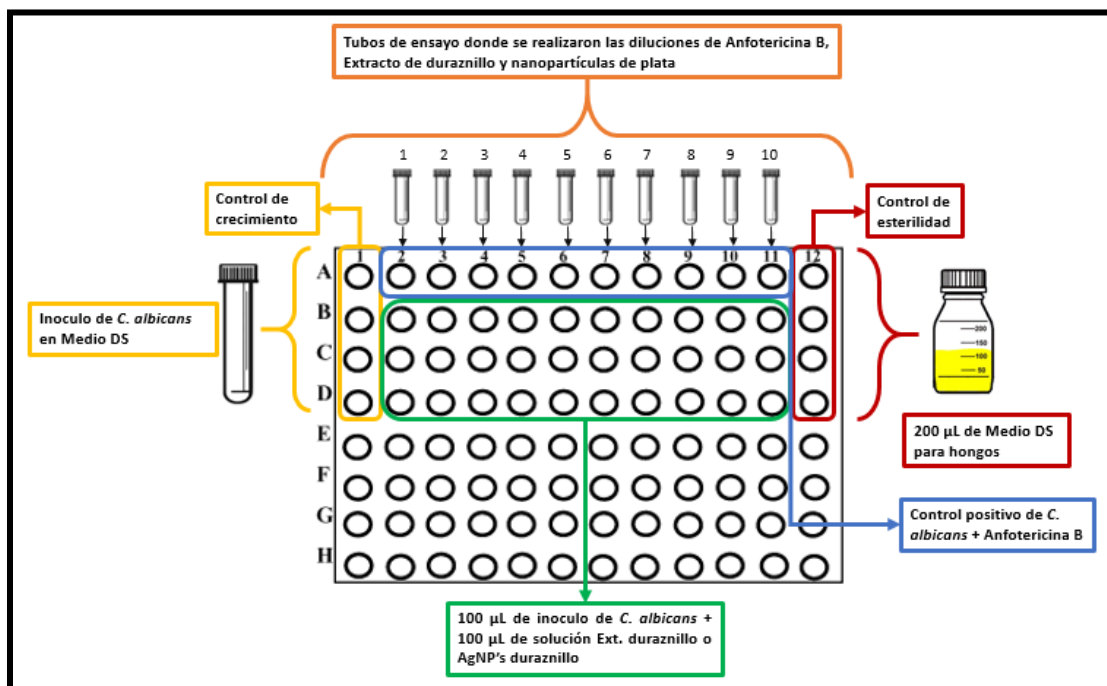 Tubos de ensayo donde se realizaron las diluciones de Anfotericina B,
Extracto de duraznillo y nanopartículas de plata
1 2 3 4 5 6 7 8 9 10
Control de
crecimiento
Control de
esterilidad
1 2 3 4 5 6 7 8 9 10 11 12
A
B
C
D
E
F
G
H
Inoculo de C. albicans
en Medio DS
200
150
100
50
200 µL de Medio DS
para hongos
Control positivo de C.
albicans + Anfotericina B
100 µL de inoculo de C. albicans +
100 µL de solución Ext. duraznillo o
AgNP's duraznillo